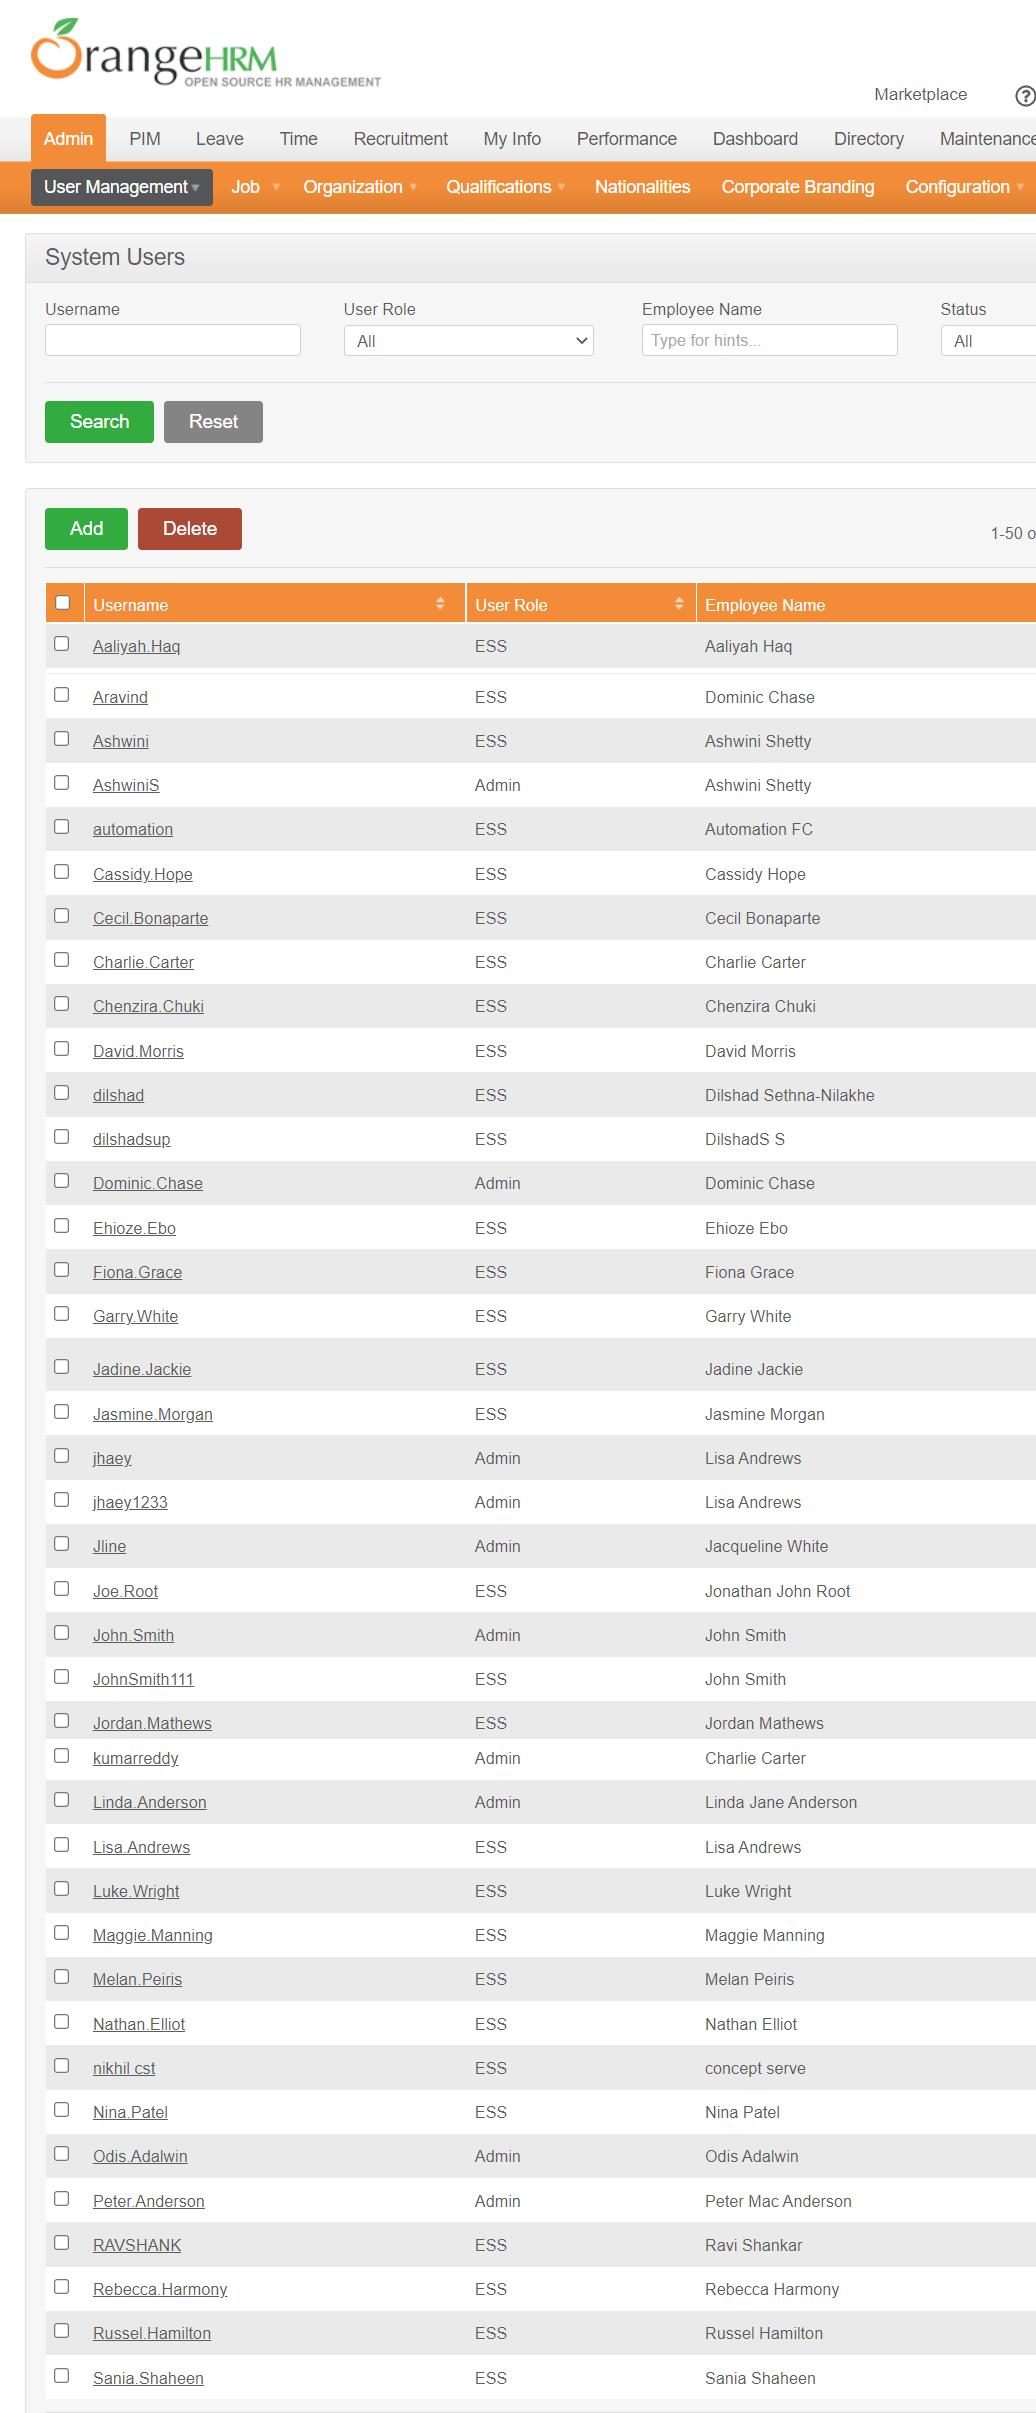 OrangeHRM
OPEN SOURCE HR MANAGEMENT
Marketplace ?
Admin PIM Leave Time Recruitment My Info Performance Dashboard Directory Maintenance
User Management Job Organization Qualifications Nationalities Corporate Branding Configuration
System Users
Username User Role Employee Name Status
All Type for hints... All
Search Reset
Add Delete
1-50 o
Username User Role Employee Name
Aaliyah.Haq ESS Aaliyah Haq
Aravind ESS Dominic Chase
Ashwini ESS Ashwini Shetty
AshwiniS Admin Ashwini Shetty
automation ESS Automation FC
Cassidy.Hope ESS Cassidy Hope
Cecil.Bonaparte ESS Cecil Bonaparte
Charlie.Carter ESS Charlie Carter
Chenzira.Chuki ESS Chenzira Chuki
David.Morris ESS David Morris
dilshad ESS Dilshad Sethna-Nilakhe
dilshadsup ESS DilshadS S
Dominic.Chase Admin Dominic Chase
Ehioze.Ebo ESS Ehioze Ebo
Fiona.Grace ESS Fiona Grace
Garry.White ESS Garry White
Jadine.Jackie ESS Jadine Jackie
Jasmine.Morgan ESS Jasmine Morgan
jhaey Admin Lisa Andrews
jhaey1233 Admin Lisa Andrews
Jline Admin Jacqueline White
Joe.Root ESS Jonathan John Root
John.Smith Admin John Smith
JohnSmith111 ESS John Smith
Jordan.Mathews ESS Jordan Mathews
kumarreddy Admin Charlie Carter
Linda.Anderson Admin Linda Jane Anderson
Lisa.Andrews ESS Lisa Andrews
Luke.Wright ESS Luke Wright
Maggie.Manning ESS Maggie Manning
Melan.Peiris ESS Melan Peiris
Nathan.Elliot ESS Nathan Elliot
nikhil cst ESS concept serve
Nina.Patel ESS Nina Patel
Odis.Adalwin Admin Odis Adalwin
Peter.Anderson Admin Peter Mac Anderson
RAVSHANK ESS Ravi Shankar
Rebecca.Harmony ESS Rebecca Harmony
Russel.Hamilton ESS Russel Hamilton
Sania.Shaheen ESS Sania Shaheen